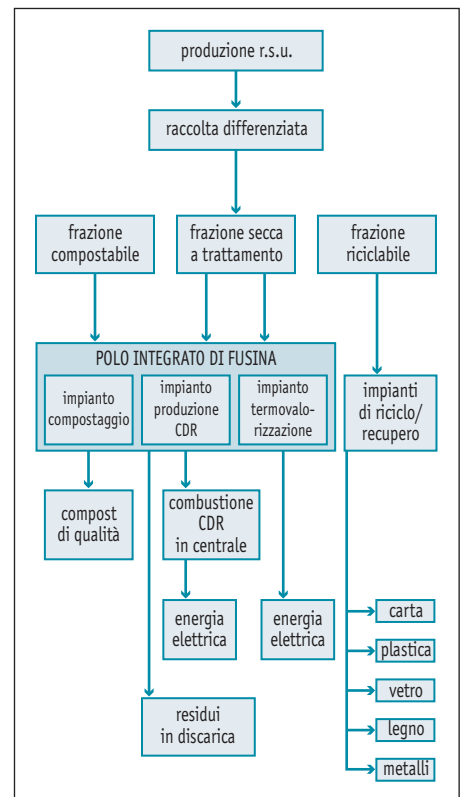 produzione r.s.u.
raccolta differenziata
frazione
compostabile
frazione secca
a trattamento
frazione
riciclabile
POLO INTEGRATO DI FUSINA
impianto
compostaggio
impianto
produzione
CDR
impianto
termovalo-
rizzazione
impianti
di riciclo/
recupero
compost
di qualità
combustione
CDR
in centrale
energia
elettrica
energia
elettrica
residui
in discarica
carta
plastica
vetro
legno
metalli